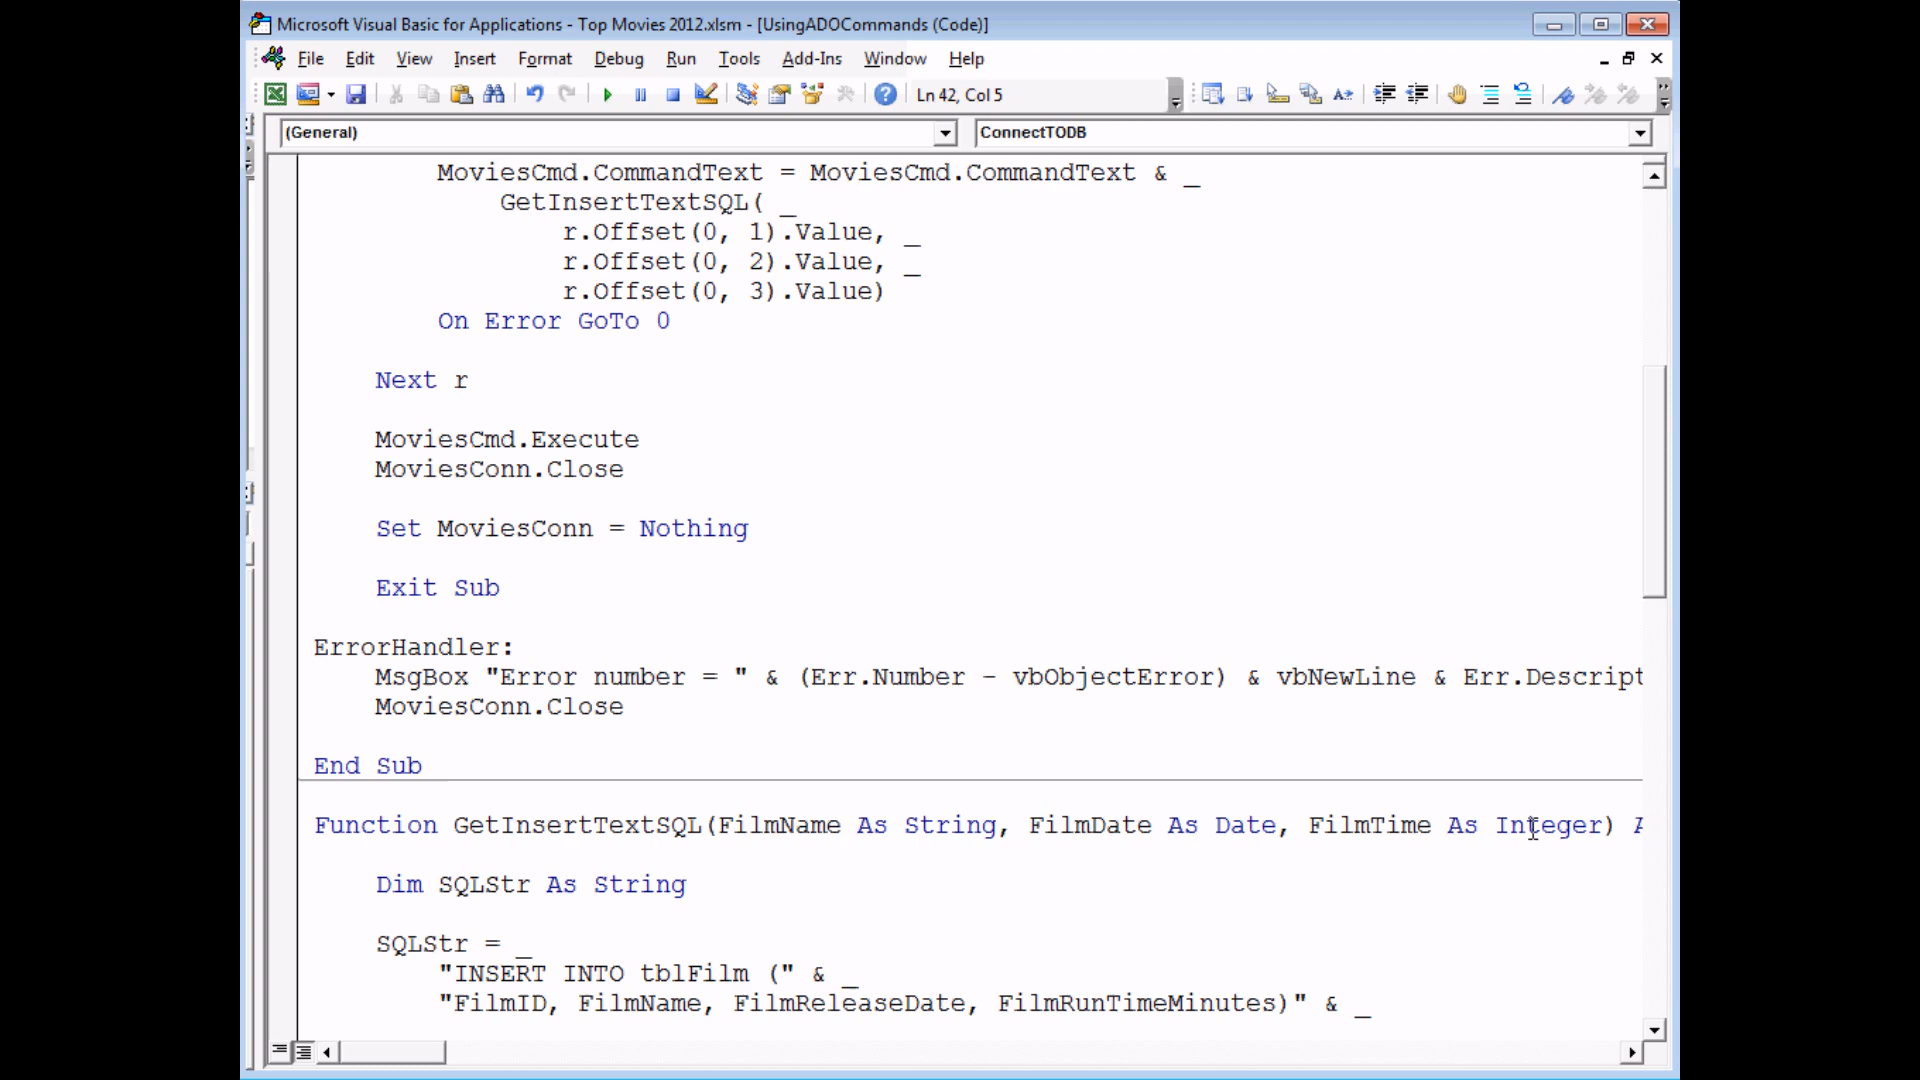 Microsoft Visual Basic for Applications - Top Movies 2012.xlsm - [UsingADOCommands (Code)]
File Edit View Insert Format Debug Run Tools Add-Ins Window Help
Ln 42, Col 5
(General) ConnectTODB
MoviesCmd.CommandText = MoviesCmd.CommandText & _
GetInsertTextSQL( _
r.Offset(0, 1).Value, _
r.Offset(0, 2).Value, _
r.Offset(0, 3).Value)
On Error GoTo 0
Next r
MoviesCmd.Execute
MoviesConn.Close
Set MoviesConn = Nothing
Exit Sub
ErrorHandler:
MsgBox "Error number = " & (Err.Number - vbObjectError) & vbNewLine & Err.Descript
MoviesConn.Close
End Sub
Function GetInsertTextSQL(FilmName As String, FilmDate As Date, FilmTime As Integer)
Dim SQLStr As String
SQLStr = _
"INSERT INTO tblFilm (" & _
"FilmID, FilmName, FilmReleaseDate, FilmRunTimeMinutes)" & _